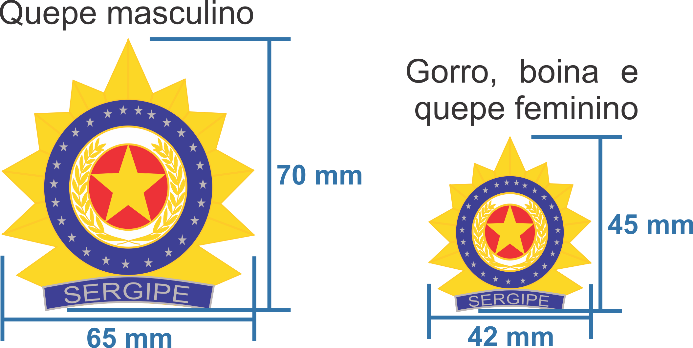 Quepe masculino
70 mm
SERGIPE
65 mm
Gorro, boina e
quepe feminino
45 mm
SERGIPE
42 mm